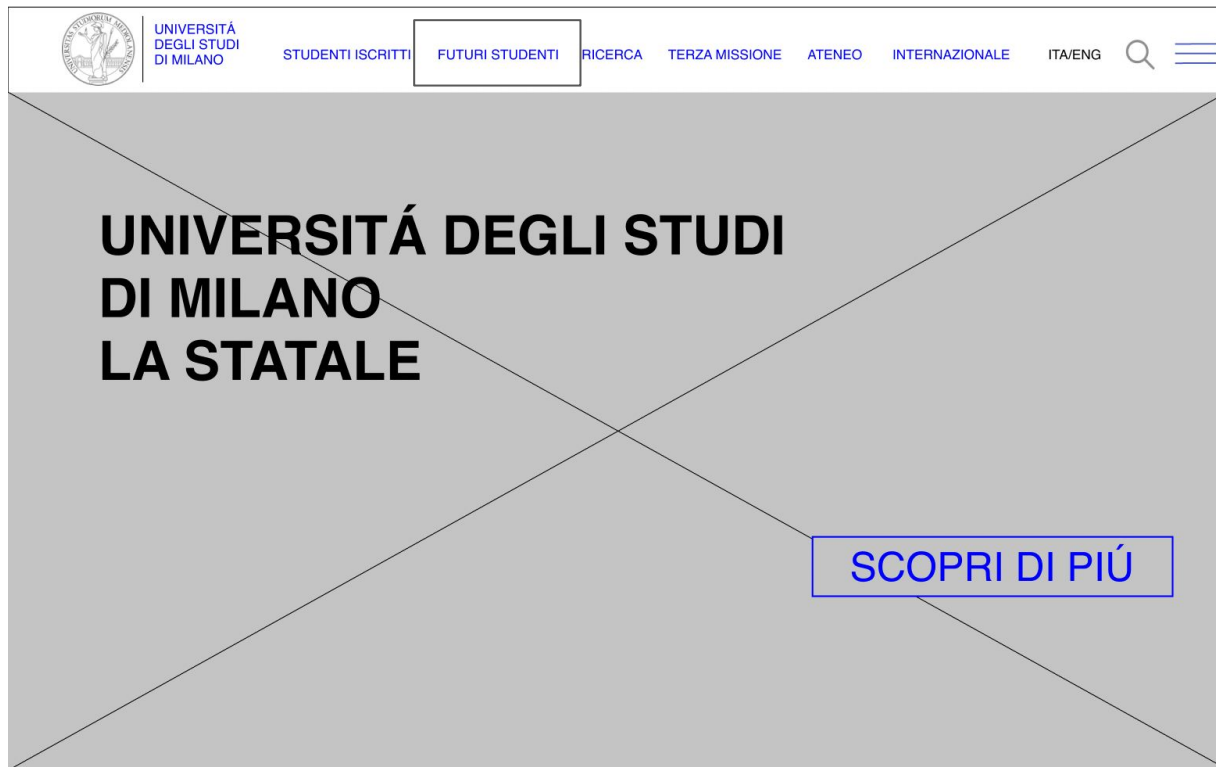 UNIVERSITÁ
DEGLI STUDI
DI MILANO
STUDENTI ISCRITTI FUTURI STUDENTI RICERCA TERZA MISSIONE ATENEO INTERNAZIONALE ITA/ENG
UNIVERSITÁ DEGLI STUDI
DI MILANO
LA STATALE
SCOPRI DI PIÚ